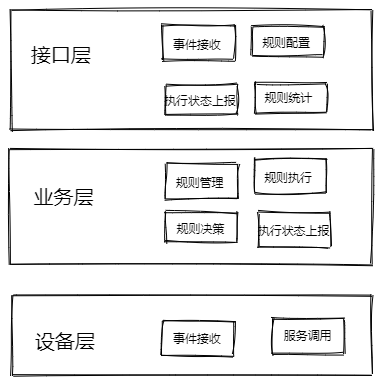 接口层
事件接收
规则配置
执行状态上报
规则统计
业务层
规则管理
规则执行
规则决策
执行状态上报
设备层
事件接收
服务调用